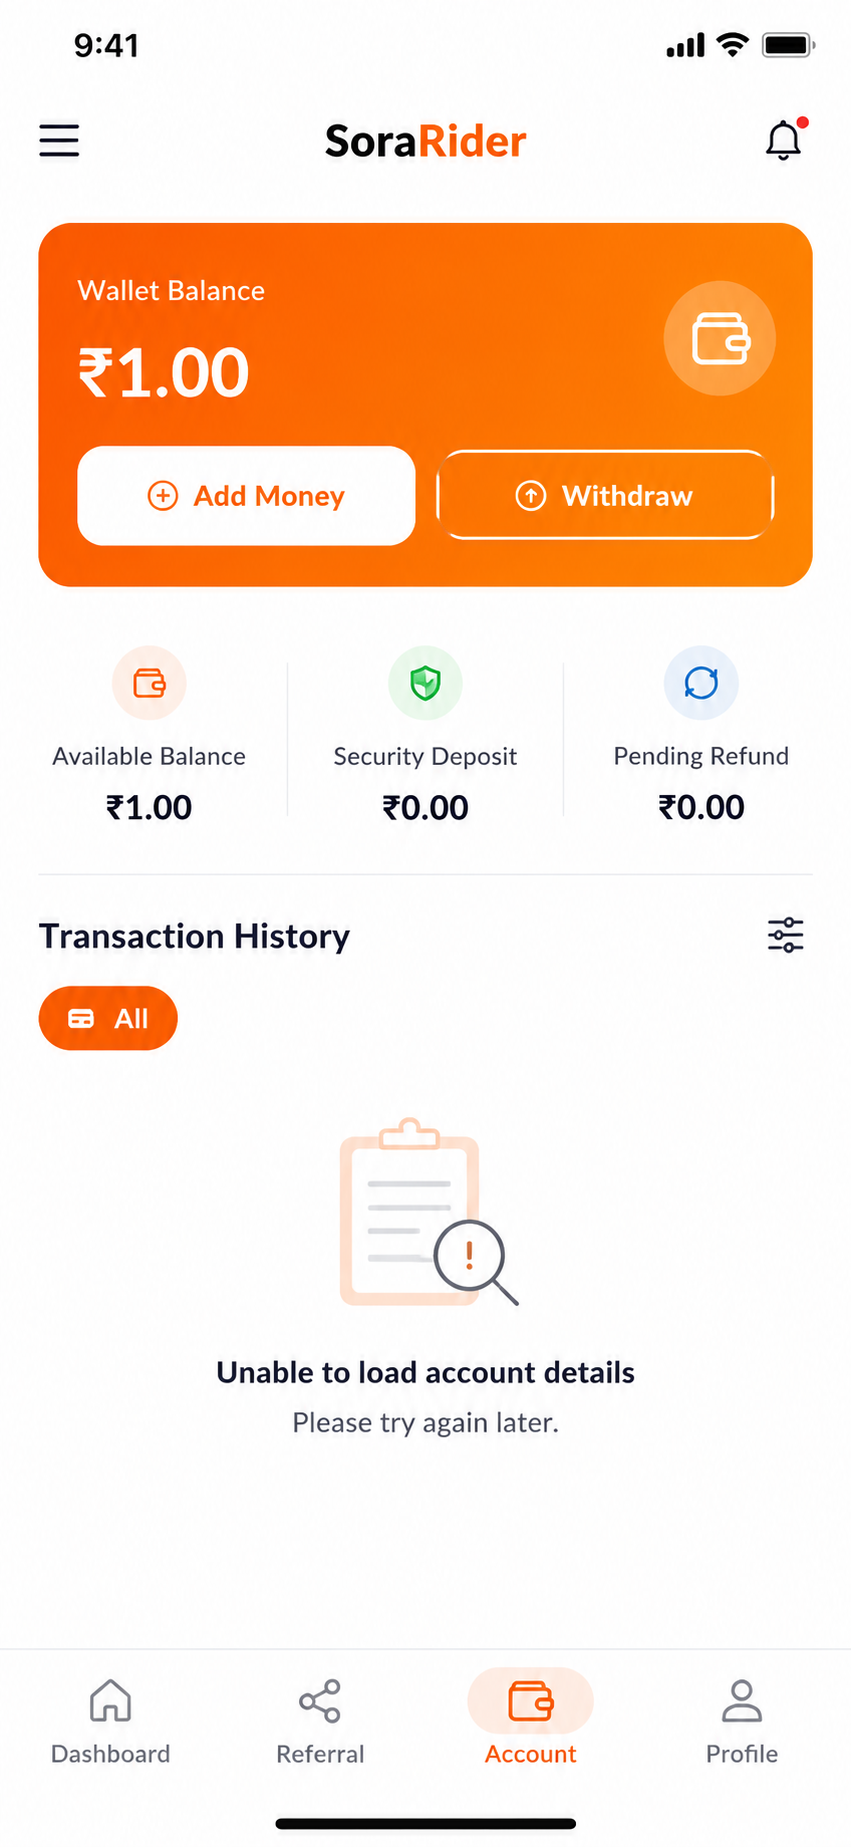 9:41
SoraRider
Wallet Balance
₹1.00
Add Money
Withdraw
Available Balance
₹1.00
Security Deposit
₹0.00
Pending Refund
₹0.00
Transaction History
All
!
Unable to load account details
Please try again later.
Dashboard
Referral
Account
Profile